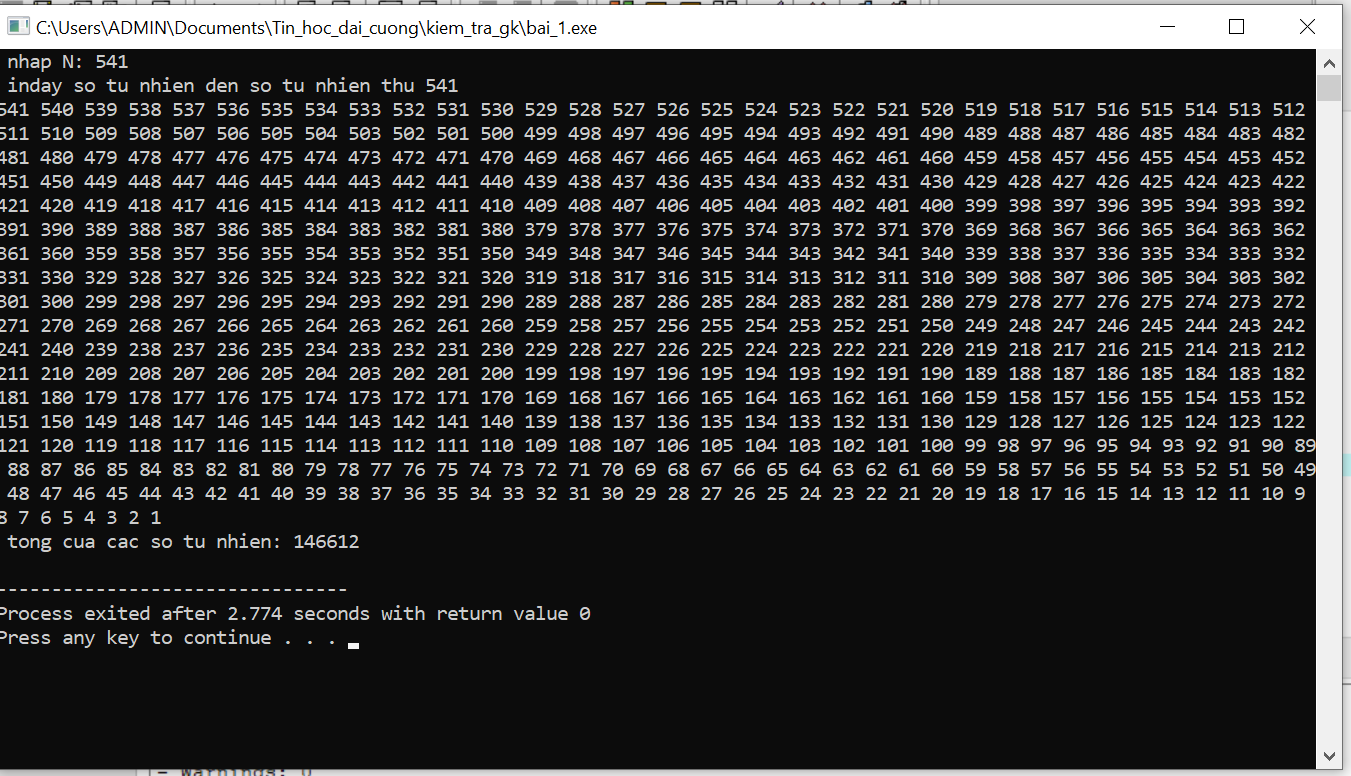 C:\Users\ADMIN\Documents\Tin_hoc_dai_cuong\kiem_tra_gk\bai_1.exe
nhap N: 541
inday so tu nhien den so tu nhien thu 541
541 540 539 538 537 536 535 534 533 532 531 530 529 528 527 526 525 524 523 522 521 520 519 518 517 516 515 514 513 512
511 510 509 508 507 506 505 504 503 502 501 500 499 498 497 496 495 494 493 492 491 490 489 488 487 486 485 484 483 482
481 480 479 478 477 476 475 474 473 472 471 470 469 468 467 466 465 464 463 462 461 460 459 458 457 456 455 454 453 452
451 450 449 448 447 446 445 444 443 442 441 440 439 438 437 436 435 434 433 432 431 430 429 428 427 426 425 424 423 422
421 420 419 418 417 416 415 414 413 412 411 410 409 408 407 406 405 404 403 402 401 400 399 398 397 396 395 394 393 392
391 390 389 388 387 386 385 384 383 382 381 380 379 378 377 376 375 374 373 372 371 370 369 368 367 366 365 364 363 362
361 360 359 358 357 356 355 354 353 352 351 350 349 348 347 346 345 344 343 342 341 340 339 338 337 336 335 334 333 332
331 330 329 328 327 326 325 324 323 322 321 320 319 318 317 316 315 314 313 312 311 310 309 308 307 306 305 304 303 302
301 300 299 298 297 296 295 294 293 292 291 290 289 288 287 286 285 284 283 282 281 280 279 278 277 276 275 274 273 272
271 270 269 268 267 266 265 264 263 262 261 260 259 258 257 256 255 254 253 252 251 250 249 248 247 246 245 244 243 242
241 240 239 238 237 236 235 234 233 232 231 230 229 228 227 226 225 224 223 222 221 220 219 218 217 216 215 214 213 212
211 210 209 208 207 206 205 204 203 202 201 200 199 198 197 196 195 194 193 192 191 190 189 188 187 186 185 184 183 182
181 180 179 178 177 176 175 174 173 172 171 170 169 168 167 166 165 164 163 162 161 160 159 158 157 156 155 154 153 152
151 150 149 148 147 146 145 144 143 142 141 140 139 138 137 136 135 134 133 132 131 130 129 128 127 126 125 124 123 122
121 120 119 118 117 116 115 114 113 112 111 110 109 108 107 106 105 104 103 102 101 100 99 98 97 96 95 94 93 92 91 90 89
88 87 86 85 84 83 82 81 80 79 78 77 76 75 74 73 72 71 70 69 68 67 66 65 64 63 62 61 60 59 58 57 56 55 54 53 52 51 50 49
48 47 46 45 44 43 42 41 40 39 38 37 36 35 34 33 32 31 30 29 28 27 26 25 24 23 22 21 20 19 18 17 16 15 14 13 12 11 10 9
8 7 6 5 4 3 2 1
tong cua cac so tu nhien: 146612
--------------------------------
Process exited after 2.774 seconds with return value 0
Press any key to continue . . .
- Warnings: 0